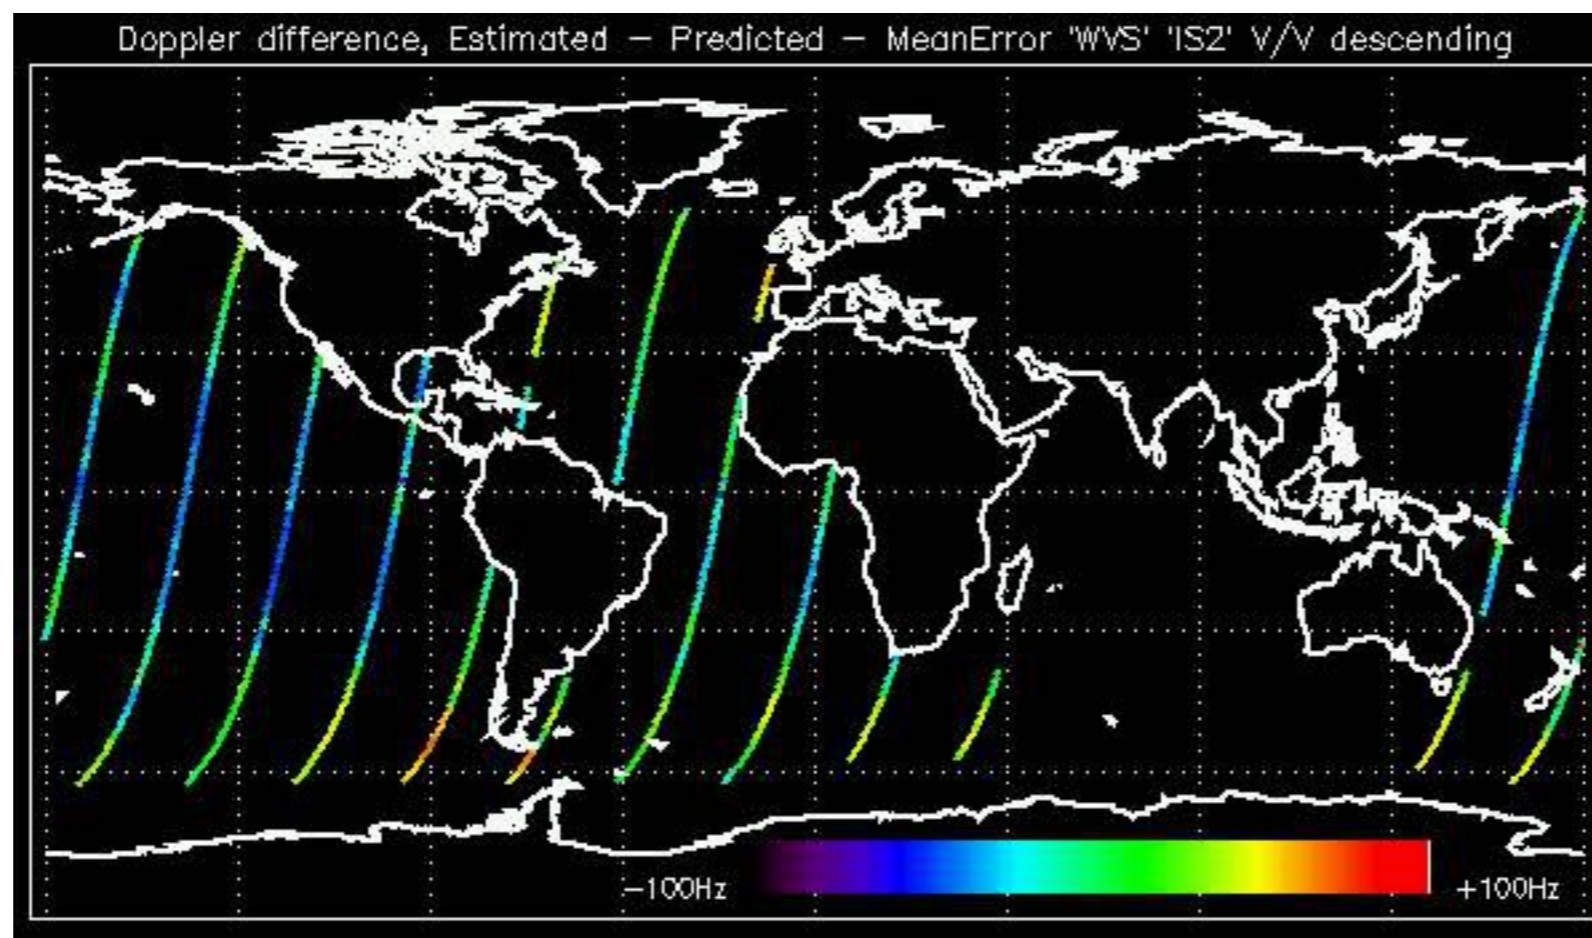 Doppler difference, Estimated – Predicted – MeanError 'WVS' 'IS2' V/V descending
–100Hz +100Hz